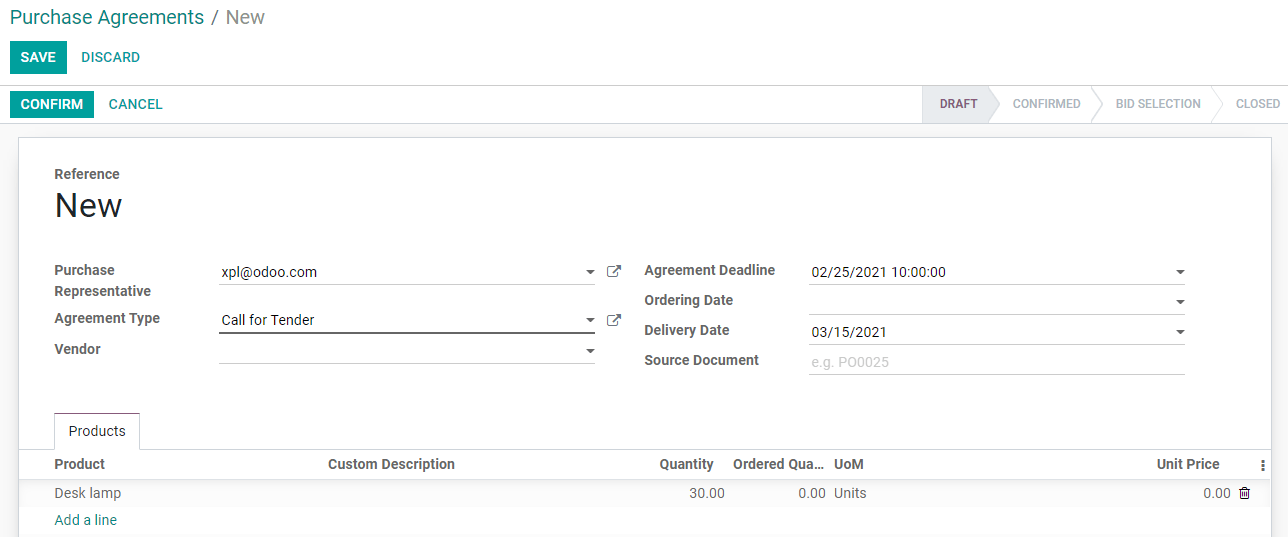 Purchase Agreements / New
SAVE DISCARD
CONFIRM CANCEL DRAFT CONFIRMED BID SELECTION CLOSED
Reference
New
Purchase Representative xpl@odoo.com
Agreement Type Call for Tender
Vendor
Agreement Deadline 02/25/2021 10:00:00
Ordering Date
Delivery Date 03/15/2021
Source Document e.g. PO0025
Products
Product Custom Description Quantity Ordered Qua... UoM Unit Price
Desk lamp 30.00 0.00 Units 0.00
Add a line